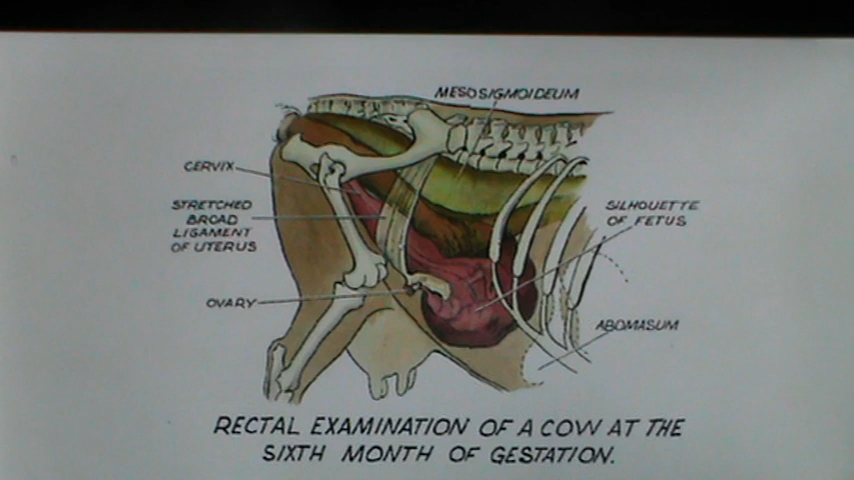 MESOSIGMOIDEUM
CERVIX
STRETCHED
BROAD
LIGAMENT
OF UTERUS
OVARY
SILHOUETTE
OF FETUS
ABOMASUM
RECTAL EXAMINATION OF A COW AT THE
SIXTH MONTH OF GESTATION.